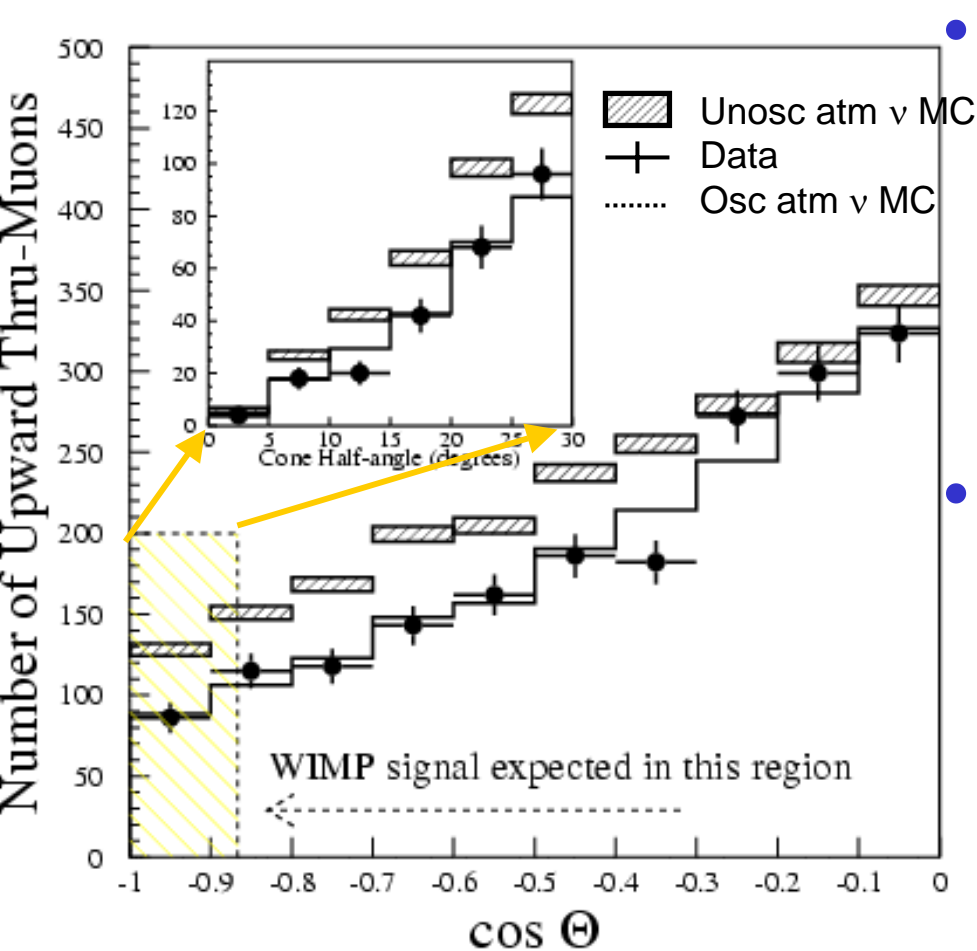 500
450
400
350
300
250
200
150
100
50
0
Number of Upward Thru-Muons
120
100
80
60
40
20
0
0 5 10 15 20 25 30
Cone Half-angle (degrees)
Unosc atm ν MC
Data
Osc atm ν MC
WIMP signal expected in this region
-1 -0.9 -0.8 -0.7 -0.6 -0.5 -0.4 -0.3 -0.2 -0.1 0
cos Θ